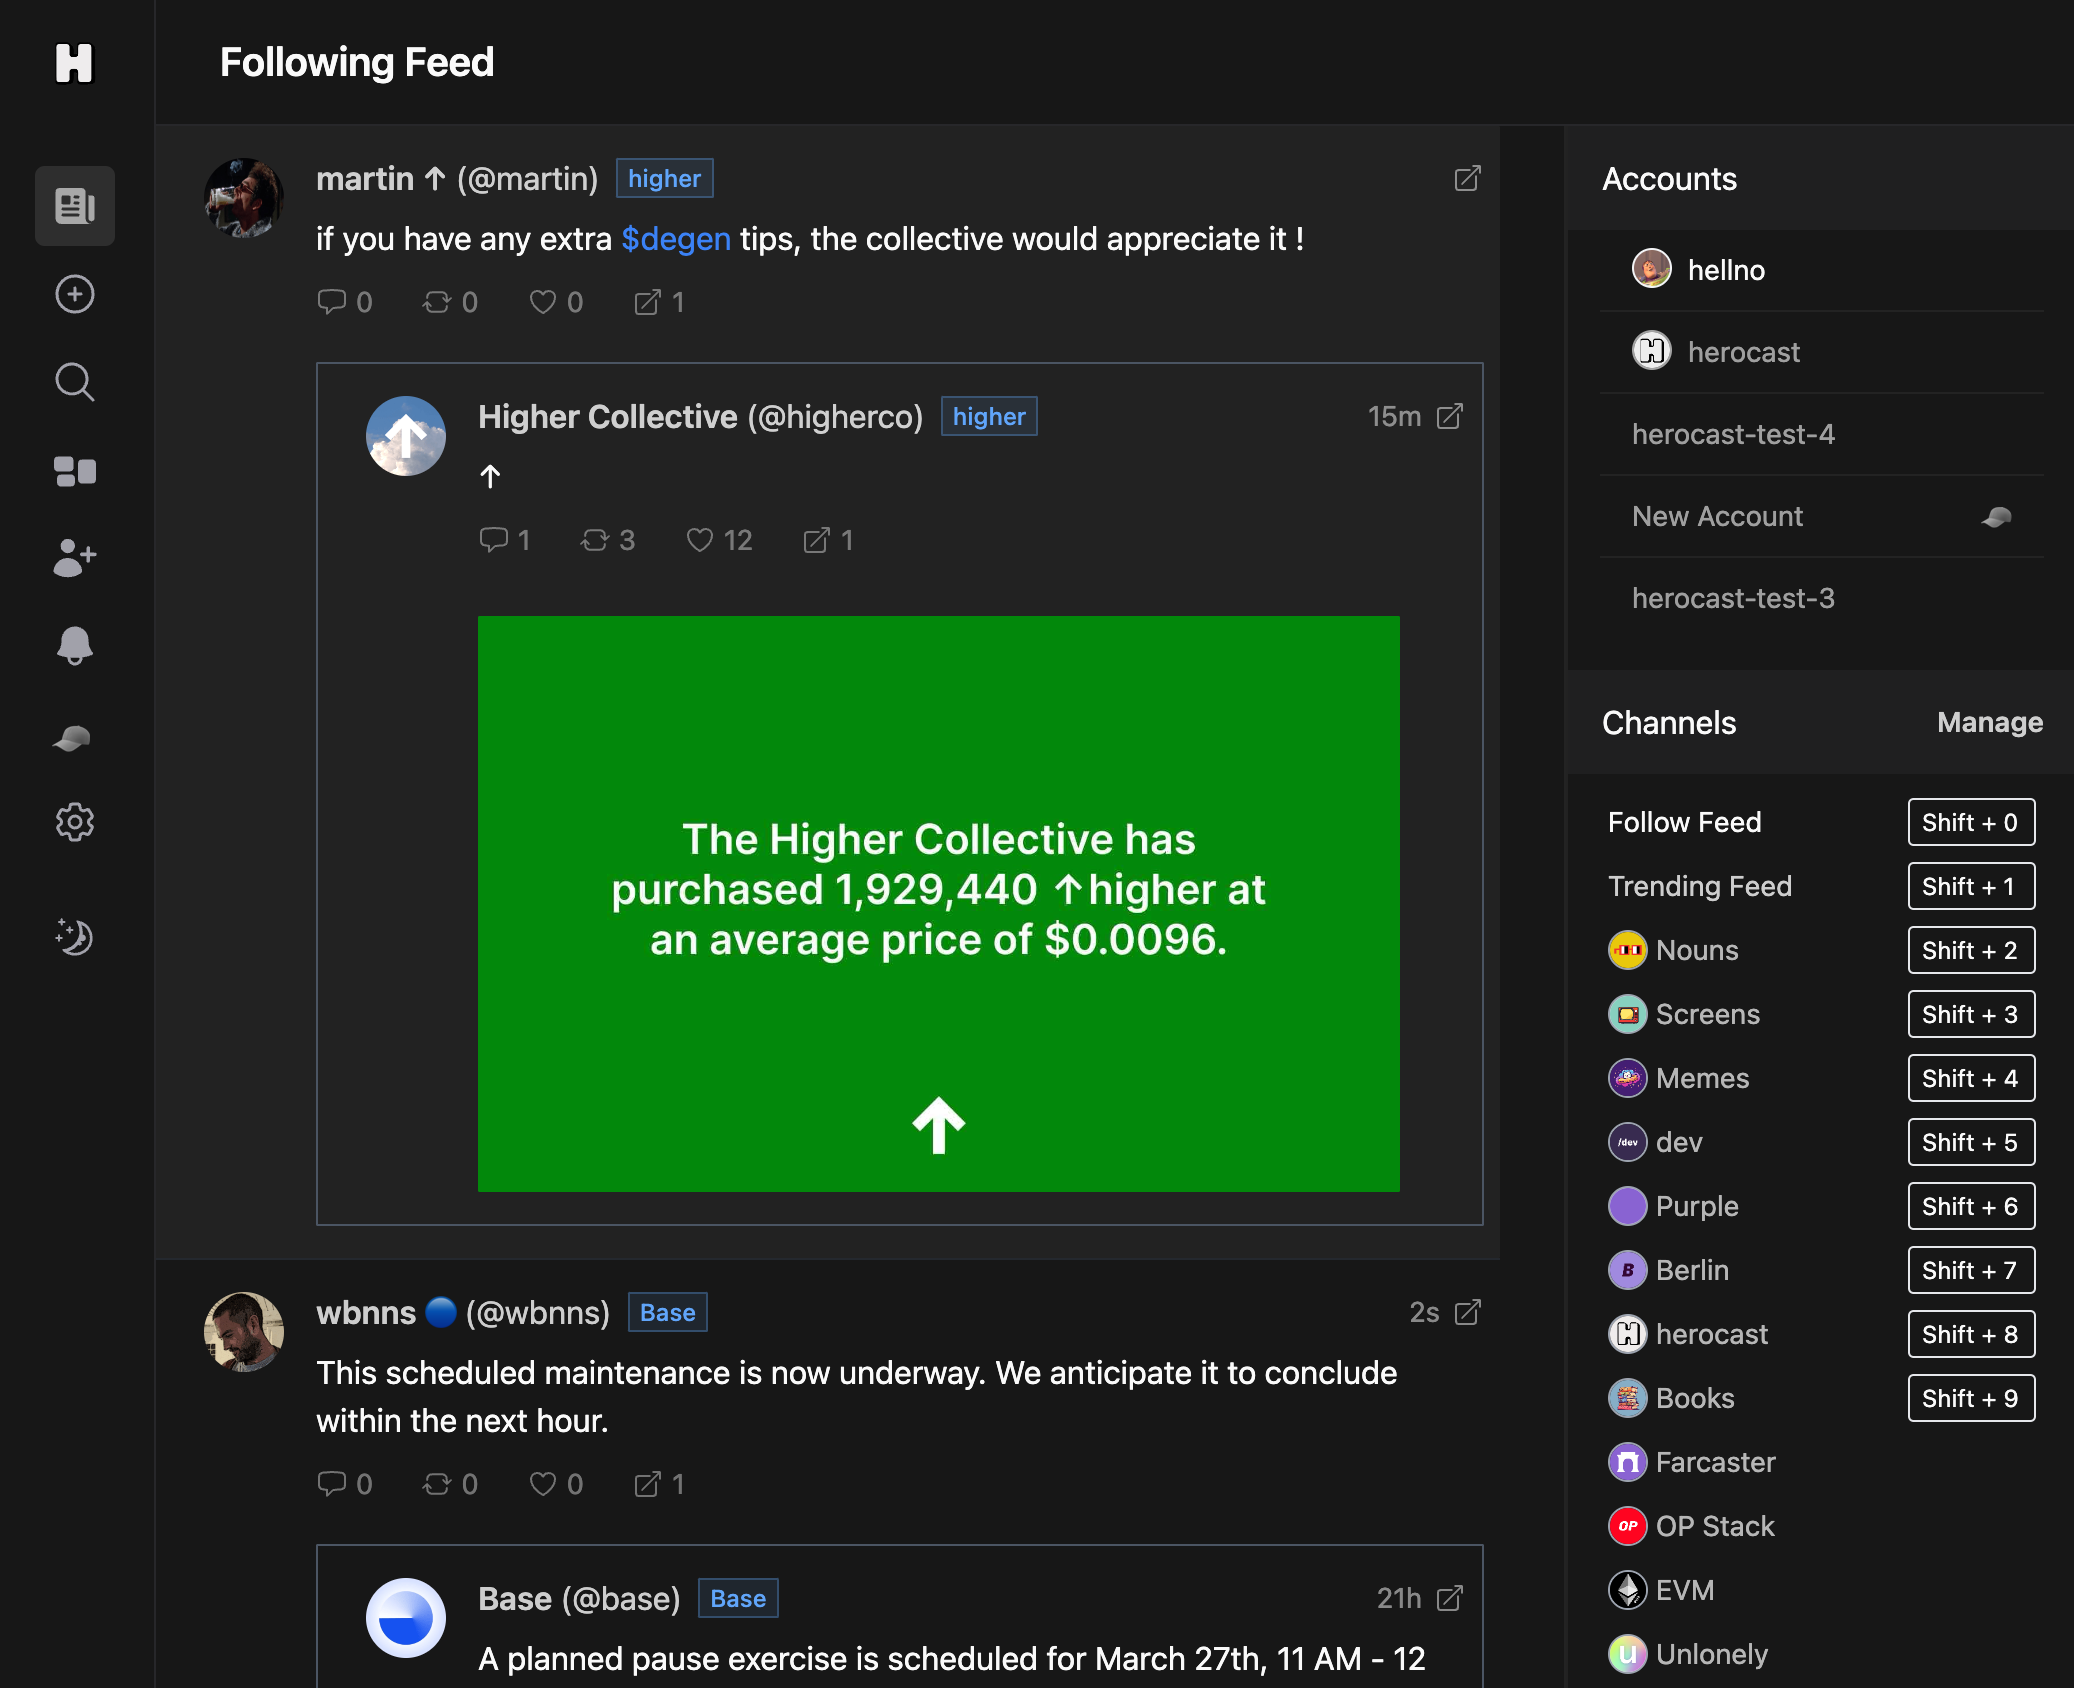 H
Following Feed
martin ↑ (@martin) higher
if you have any extra $degen tips, the collective would appreciate it !
0 0 0 1
Higher Collective (@higherco) higher 15m
↑
1 3 12 1
The Higher Collective has
purchased 1,929,440 ↑higher at
an average price of $0.0096.
wbnns (@wbnns) Base 2s
This scheduled maintenance is now underway. We anticipate it to conclude
within the next hour.
0 0 0 1
Base (@base) Base 21h
A planned pause exercise is scheduled for March 27th, 11 AM - 12
Accounts
hellno
H herocast
herocast-test-4
New Account
herocast-test-3
Channels Manage
Follow Feed Shift + 0
Trending Feed Shift + 1
Nouns Shift + 2
Screens Shift + 3
Memes Shift + 4
/dev dev Shift + 5
Purple Shift + 6
B Berlin Shift + 7
H herocast Shift + 8
Books Shift + 9
Farcaster
OP OP Stack
EVM
u Unlonely